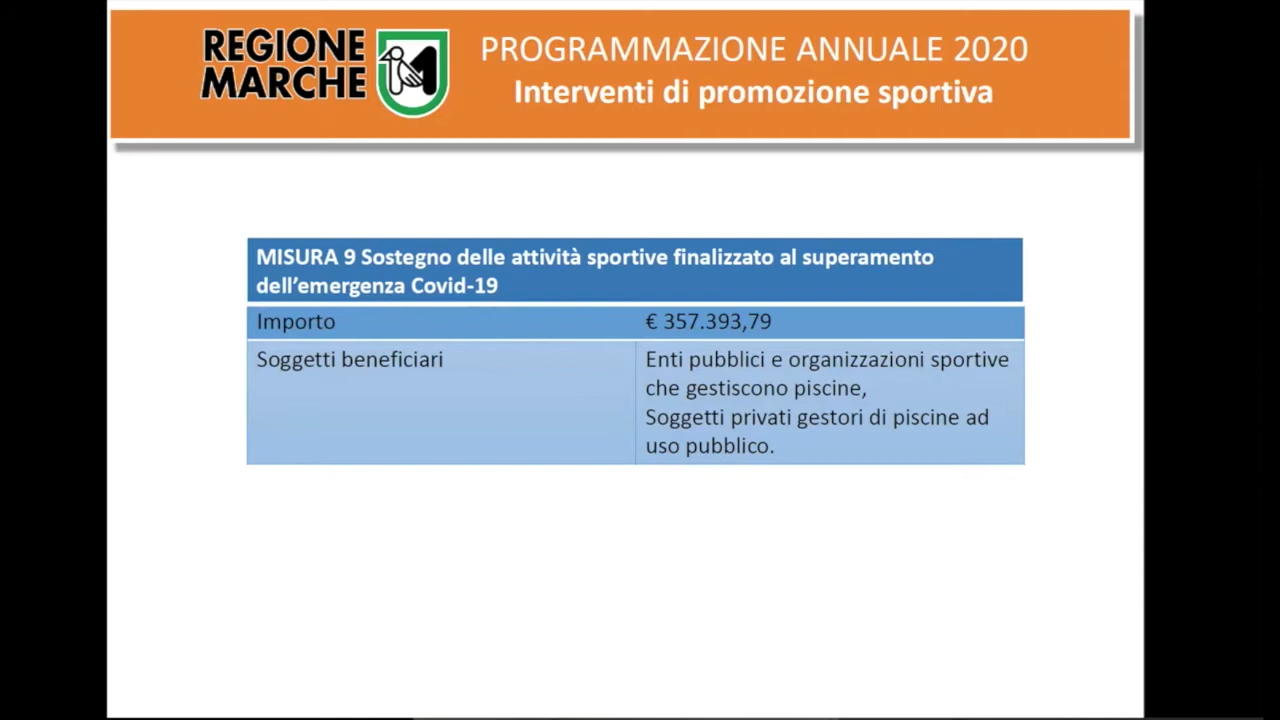 REGIONE
MARCHE
PROGRAMMAZIONE ANNUALE 2020
Interventi di promozione sportiva
MISURA 9 Sostegno delle attività sportive finalizzato al superamento
dell’emergenza Covid-19
Importo € 357.393,79
Soggetti beneficiari Enti pubblici e organizzazioni sportive
che gestiscono piscine,
Soggetti privati gestori di piscine ad
uso pubblico.